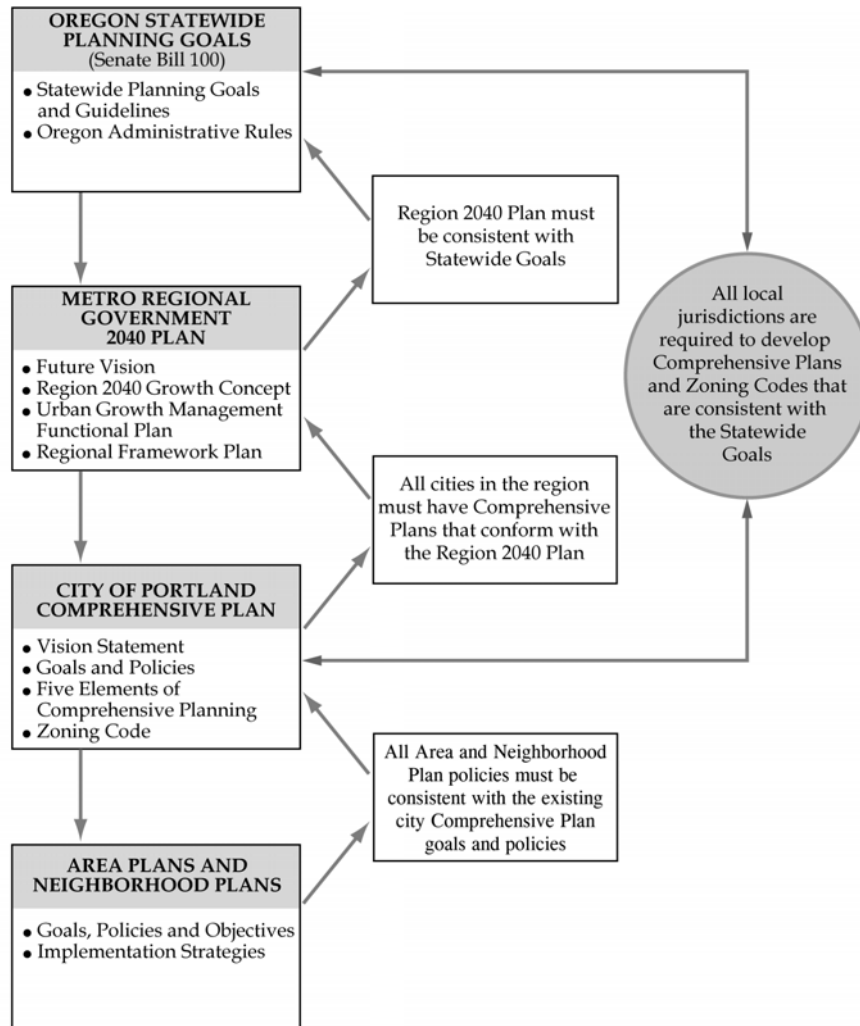 OREGON STATEWIDE
PLANNING GOALS
(Senate Bill 100)
● Statewide Planning Goals
and Guidelines
● Oregon Administrative Rules
Region 2040 Plan must
be consistent with
Statewide Goals
All local
jurisdictions are
required to develop
Comprehensive Plans
and Zoning Codes that
are consistent with
the Statewide
Goals
METRO REGIONAL
GOVERNMENT
2040 PLAN
● Future Vision
● Region 2040 Growth Concept
● Urban Growth Management
Functional Plan
● Regional Framework Plan
All cities in the region
must have Comprehensive
Plans that conform with
the Region 2040 Plan
CITY OF PORTLAND
COMPREHENSIVE PLAN
● Vision Statement
● Goals and Policies
● Five Elements of
Comprehensive Planning
● Zoning Code
All Area and Neighborhood
Plan policies must be
consistent with the existing
city Comprehensive Plan
goals and policies
AREA PLANS AND
NEIGHBORHOOD PLANS
● Goals, Policies and Objectives
● Implementation Strategies